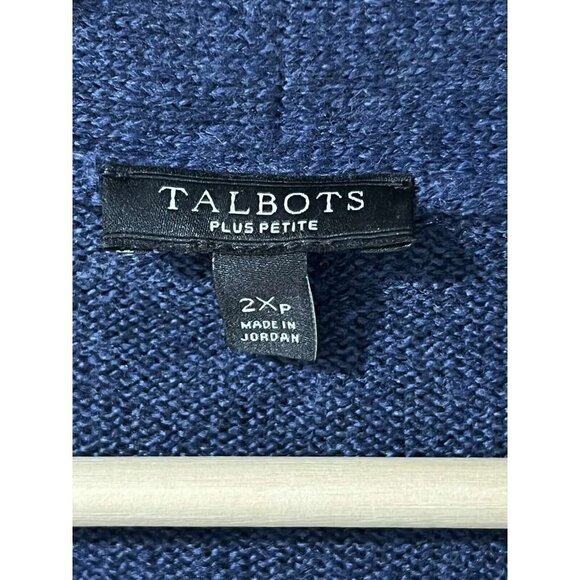 TALBOTS
PLUS PETITE
2XP
MADE IN
JORDAN